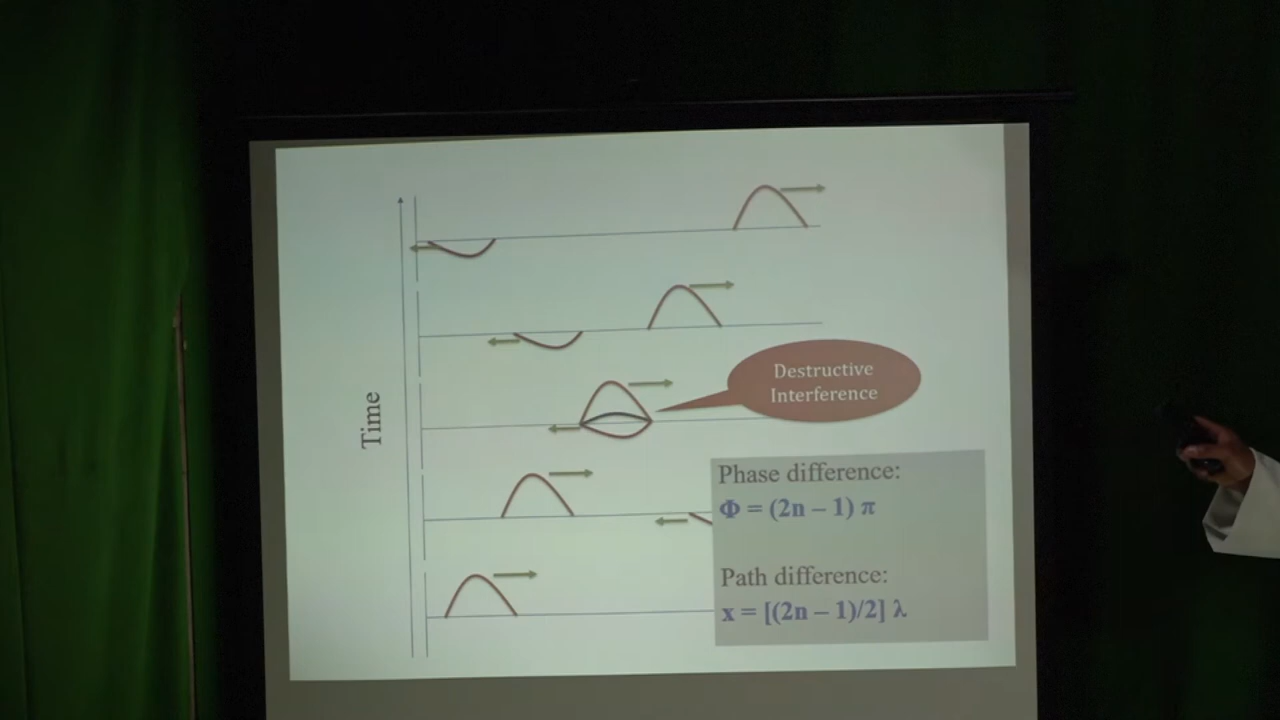 Time
Destructive
Interference
Phase difference:
Φ = (2n – 1) π
Path difference:
x = [(2n – 1)/2] λ